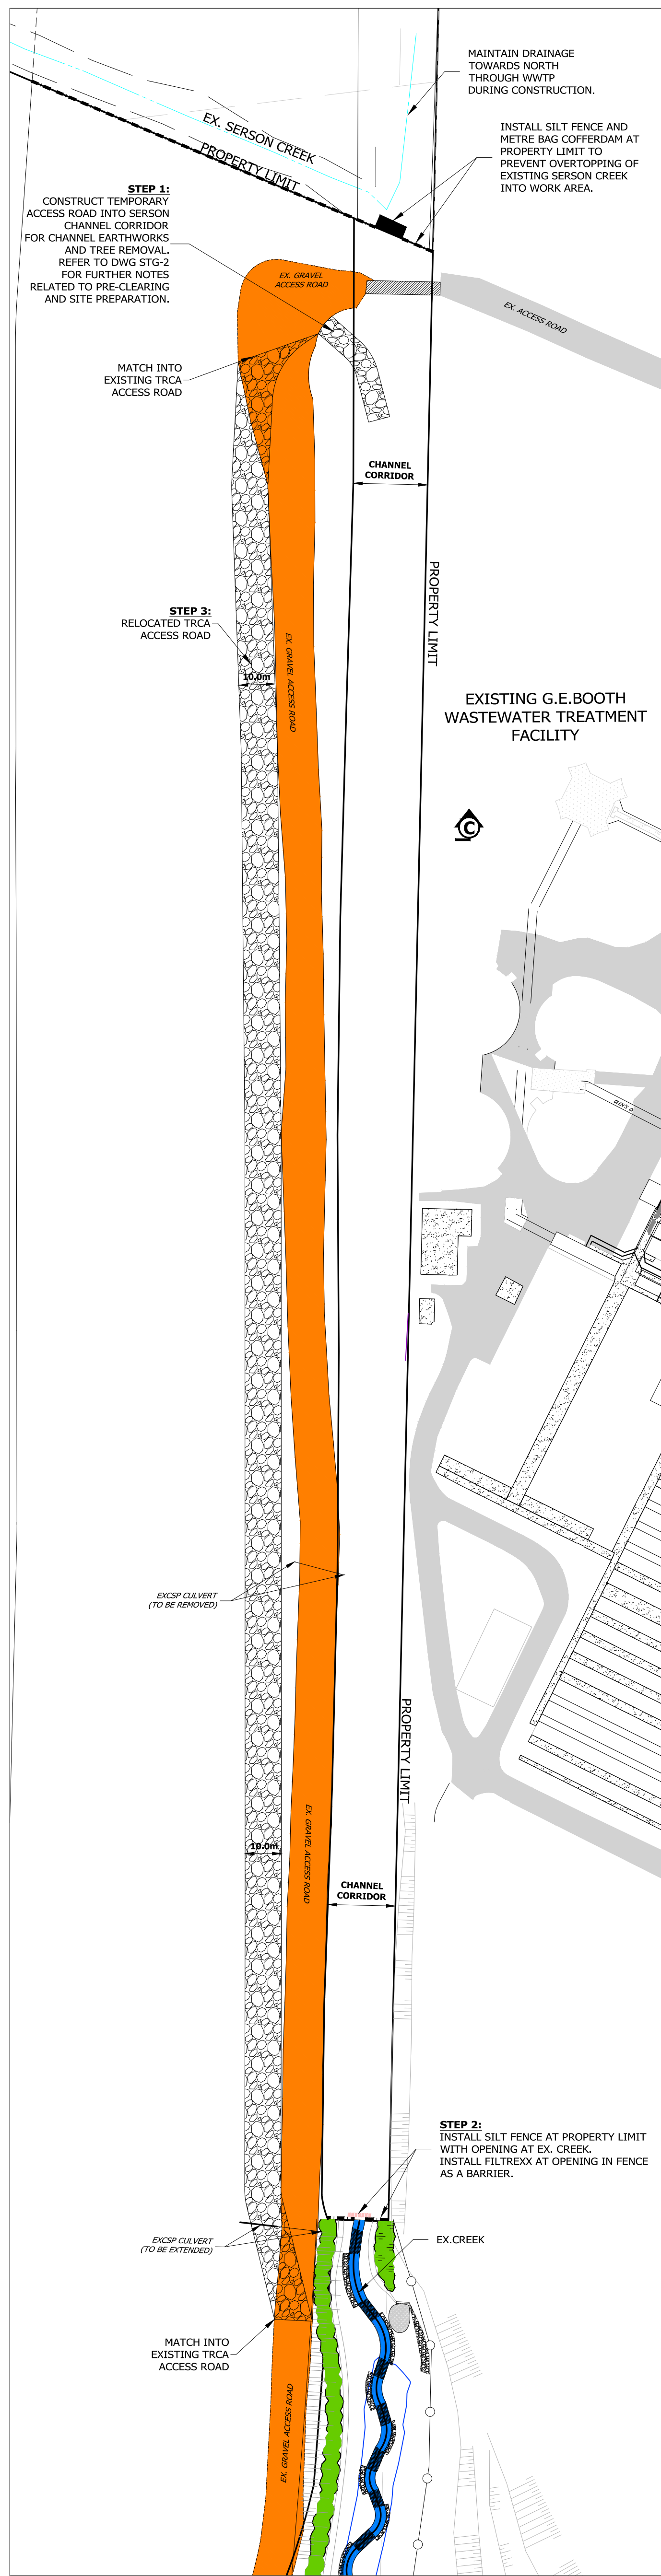 MAINTAIN DRAINAGE
TOWARDS NORTH
THROUGH WWTP
DURING CONSTRUCTION.
EX. SERSON CREEK
PROPERTY LIMIT
INSTALL SILT FENCE AND
METRE BAG COFFERDAM AT
PROPERTY LIMIT TO
PREVENT OVERTOPPING OF
EXISTING SERSON CREEK
INTO WORK AREA.
STEP 1:
CONSTRUCT TEMPORARY
ACCESS ROAD INTO SERSON
CHANNEL CORRIDOR
FOR CHANNEL EARTHWORKS
AND TREE REMOVAL.
REFER TO DWG STG-2
FOR FURTHER NOTES
RELATED TO PRE-CLEARING
AND SITE PREPARATION.
EX. GRAVEL
ACCESS ROAD
EX. ACCESS ROAD
MATCH INTO
EXISTING TRCA
ACCESS ROAD
CHANNEL
CORRIDOR
PROPERTY LIMIT
STEP 3:
RELOCATED TRCA
ACCESS ROAD
10.0m
EX. GRAVEL ACCESS ROAD
EXISTING G.E.BOOTH
WASTEWATER TREATMENT
FACILITY
C
EXCSP CULVERT
(TO BE REMOVED)
PROPERTY LIMIT
10.0m
EX. GRAVEL ACCESS ROAD
CHANNEL
CORRIDOR
STEP 2:
INSTALL SILT FENCE AT PROPERTY LIMIT
WITH OPENING AT EX. CREEK.
INSTALL FILTREXX AT OPENING IN FENCE
AS A BARRIER.
EXCSP CULVERT
(TO BE EXTENDED)
EX.CREEK
MATCH INTO
EXISTING TRCA
ACCESS ROAD
EX. GRAVEL ACCESS ROAD